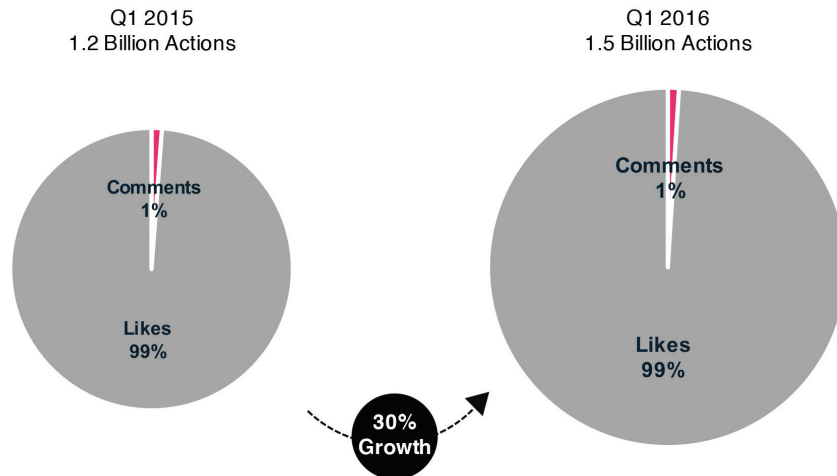 Q1 2015
1.2 Billion Actions
Comments
1%
Likes
99%
30%
Growth
Q1 2016
1.5 Billion Actions
Comments
1%
Likes
99%